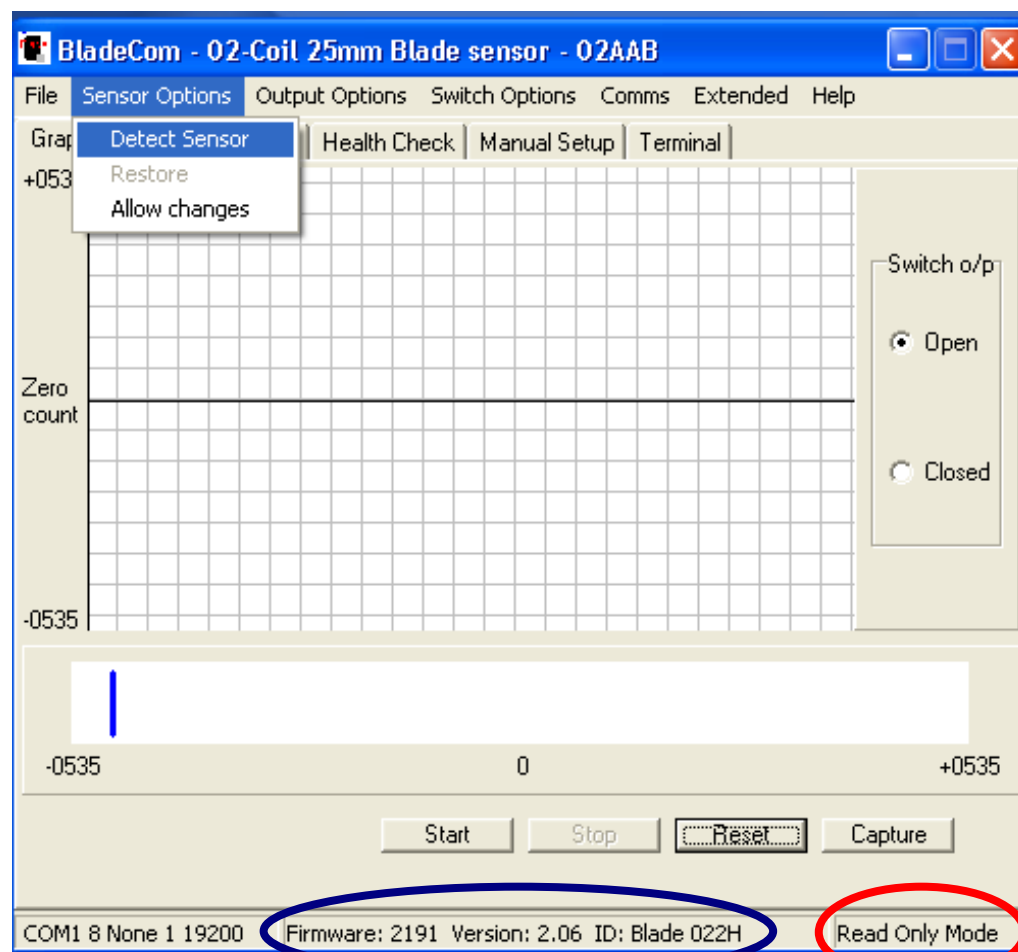 BladeCom - 02-Coil 25mm Blade sensor - 02AAB
File Sensor Options Output Options Switch Options Comms Extended Help
Detect Sensor
Restore
Allow changes
Health Check Manual Setup Terminal
Switch o/p
Open
Closed
Zero
count
-0535
-0535 0 +0535
Start Stop Reset Capture
COM1 8 None 1 19200 Firmware: 2191 Version: 2.06 ID: Blade 022H Read Only Mode